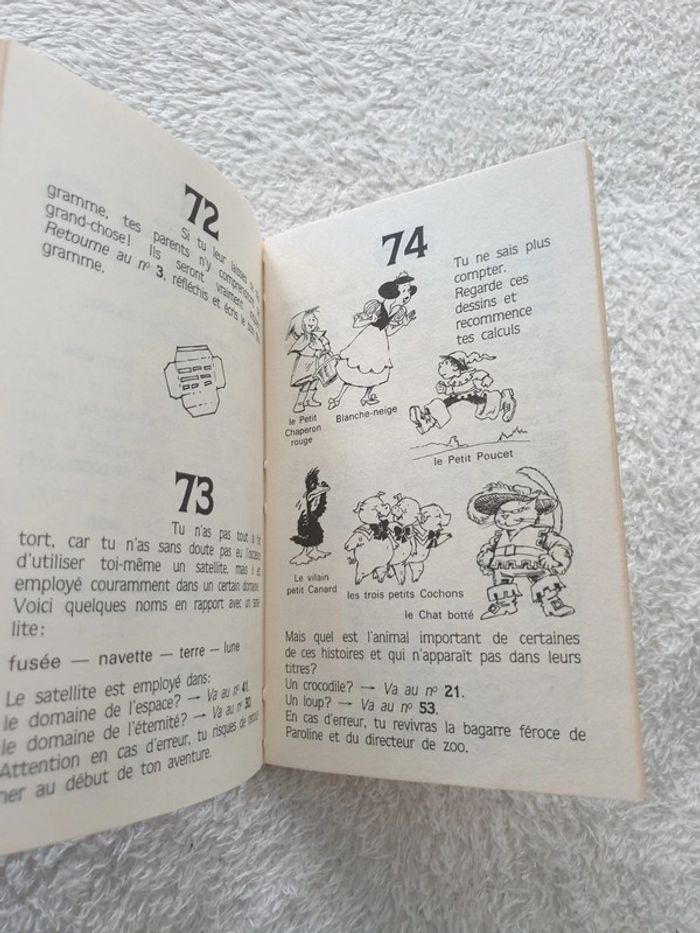 72
Si tu leur laisses
gramme, tes parents n'y comprendront
grand-chose! Ils seront vraiment
Retourne au nº 3, réfléchis et écris le bon
gramme.
73
Tu n'as pas tout à
tort, car tu n'as sans doute pas eu
d'utiliser toi-même un satellite, mais il
employé couramment dans un certain domaine.
Voici quelques noms en rapport avec un
lite:
fusée — navette — terre — lune
Le satellite est employé dans:
le domaine de l'espace? → Va au nº 41.
le domaine de l'éternité? → Va au nº 30.
Attention en cas d'erreur, tu risques de
ner au début de ton aventure.
74
Tu ne sais plus
compter.
Regarde ces
dessins et
recommence
tes calculs
le Petit
Chaperon
rouge
Blanche-neige
le Petit Poucet
Le vilain
petit Canard
les trois petits Cochons
le Chat botté
Mais quel est l'animal important de certaines
de ces histoires et qui n'apparaît pas dans leurs
titres?
Un crocodile? → Va au nº 21.
Un loup? → Va au nº 53.
En cas d'erreur, tu revivras la bagarre féroce de
Paroline et du directeur de zoo.